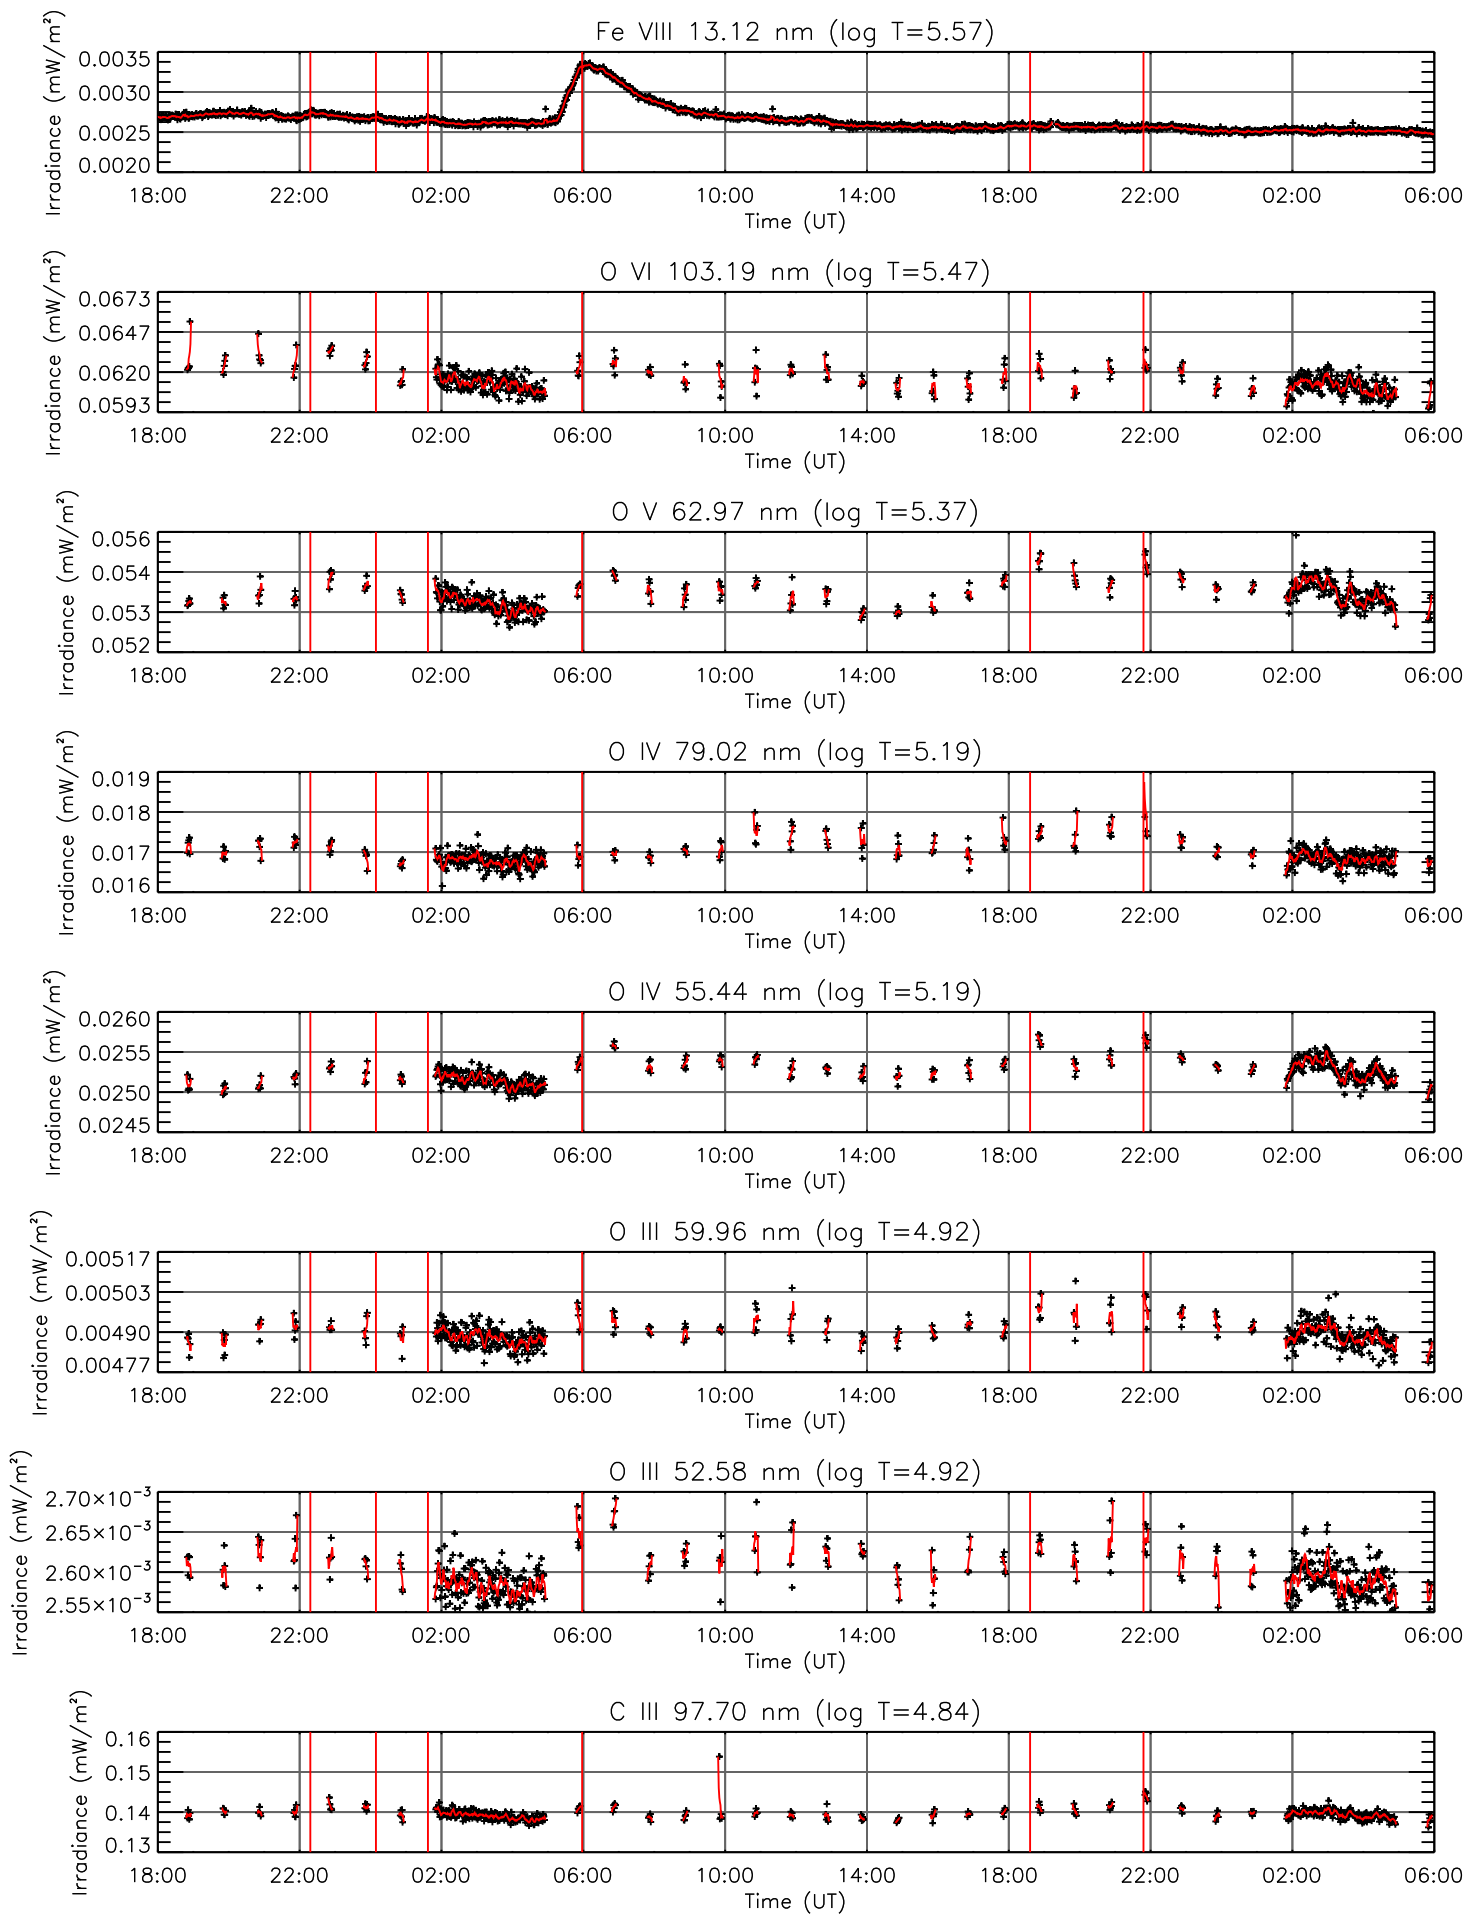 Fe VIII 13.12 nm (log T=5.57)
Irradiance (mW/m²)
0.0035
0.0030
0.0025
0.0020
18:00 22:00 02:00 06:00 10:00 14:00 18:00 22:00 02:00 06:00
Time (UT)
O VI 103.19 nm (log T=5.47)
Irradiance (mW/m²)
0.0673
0.0647
0.0620
0.0593
18:00 22:00 02:00 06:00 10:00 14:00 18:00 22:00 02:00 06:00
Time (UT)
O V 62.97 nm (log T=5.37)
Irradiance (mW/m²)
0.056
0.054
0.053
0.052
18:00 22:00 02:00 06:00 10:00 14:00 18:00 22:00 02:00 06:00
Time (UT)
O IV 79.02 nm (log T=5.19)
Irradiance (mW/m²)
0.019
0.018
0.017
0.016
18:00 22:00 02:00 06:00 10:00 14:00 18:00 22:00 02:00 06:00
Time (UT)
O IV 55.44 nm (log T=5.19)
Irradiance (mW/m²)
0.0260
0.0255
0.0250
0.0245
18:00 22:00 02:00 06:00 10:00 14:00 18:00 22:00 02:00 06:00
Time (UT)
O III 59.96 nm (log T=4.92)
Irradiance (mW/m²)
0.00517
0.00503
0.00490
0.00477
18:00 22:00 02:00 06:00 10:00 14:00 18:00 22:00 02:00 06:00
Time (UT)
O III 52.58 nm (log T=4.92)
Irradiance (mW/m²)
2.70×10⁻³
2.65×10⁻³
2.60×10⁻³
2.55×10⁻³
18:00 22:00 02:00 06:00 10:00 14:00 18:00 22:00 02:00 06:00
Time (UT)
C III 97.70 nm (log T=4.84)
Irradiance (mW/m²)
0.16
0.15
0.14
0.13
18:00 22:00 02:00 06:00 10:00 14:00 18:00 22:00 02:00 06:00
Time (UT)